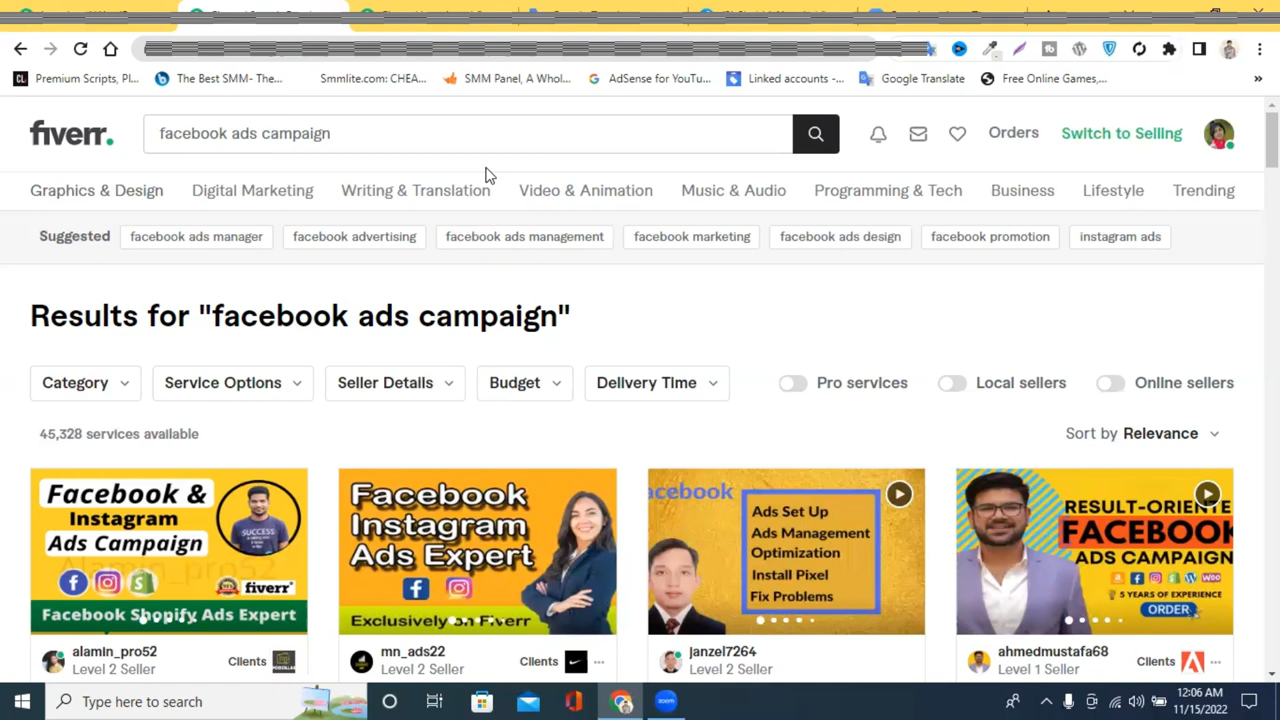 CL Premium Scripts, Pl...
The Best SMM- The...
Smmlite.com: CHEA...
SMM Panel, A Whol...
G AdSense for YouTu...
Linked accounts -...
Google Translate
Free Online Games,...
»
fiverr.
facebook ads campaign
Orders
Switch to Selling
Graphics & Design
Digital Marketing
Writing & Translation
Video & Animation
Music & Audio
Programming & Tech
Business
Lifestyle
Trending
Suggested
facebook ads manager
facebook advertising
facebook ads management
facebook marketing
facebook ads design
facebook promotion
instagram ads
Results for "facebook ads campaign"
Category
Service Options
Seller Details
Budget
Delivery Time
Pro services
Local sellers
Online sellers
45,328 services available
Sort by Relevance
Facebook &
Instagram
Ads Campaign
SUCCESS
Alamin_pro52
fiverr
Facebook Shopify Ads Expert
alamin_pro52
Level 2 Seller
Clients
Facebook
Instagram
Ads Expert
Exclusively on Fiverr
mn_ads22
Level 2 Seller
Clients
facebook
Ads Set Up
Ads Management
Optimization
Install Pixel
Fix Problems
janzel7264
Level 2 Seller
RESULT-ORIENTE
FACEBOOK
ADS CAMPAIGN
WOO
5 YEARS OF EXPERIENCE
ORDER
ahmedmustafa68
Level 1 Seller
Clients
Type here to search
zoom
12:06 AM
11/15/2022